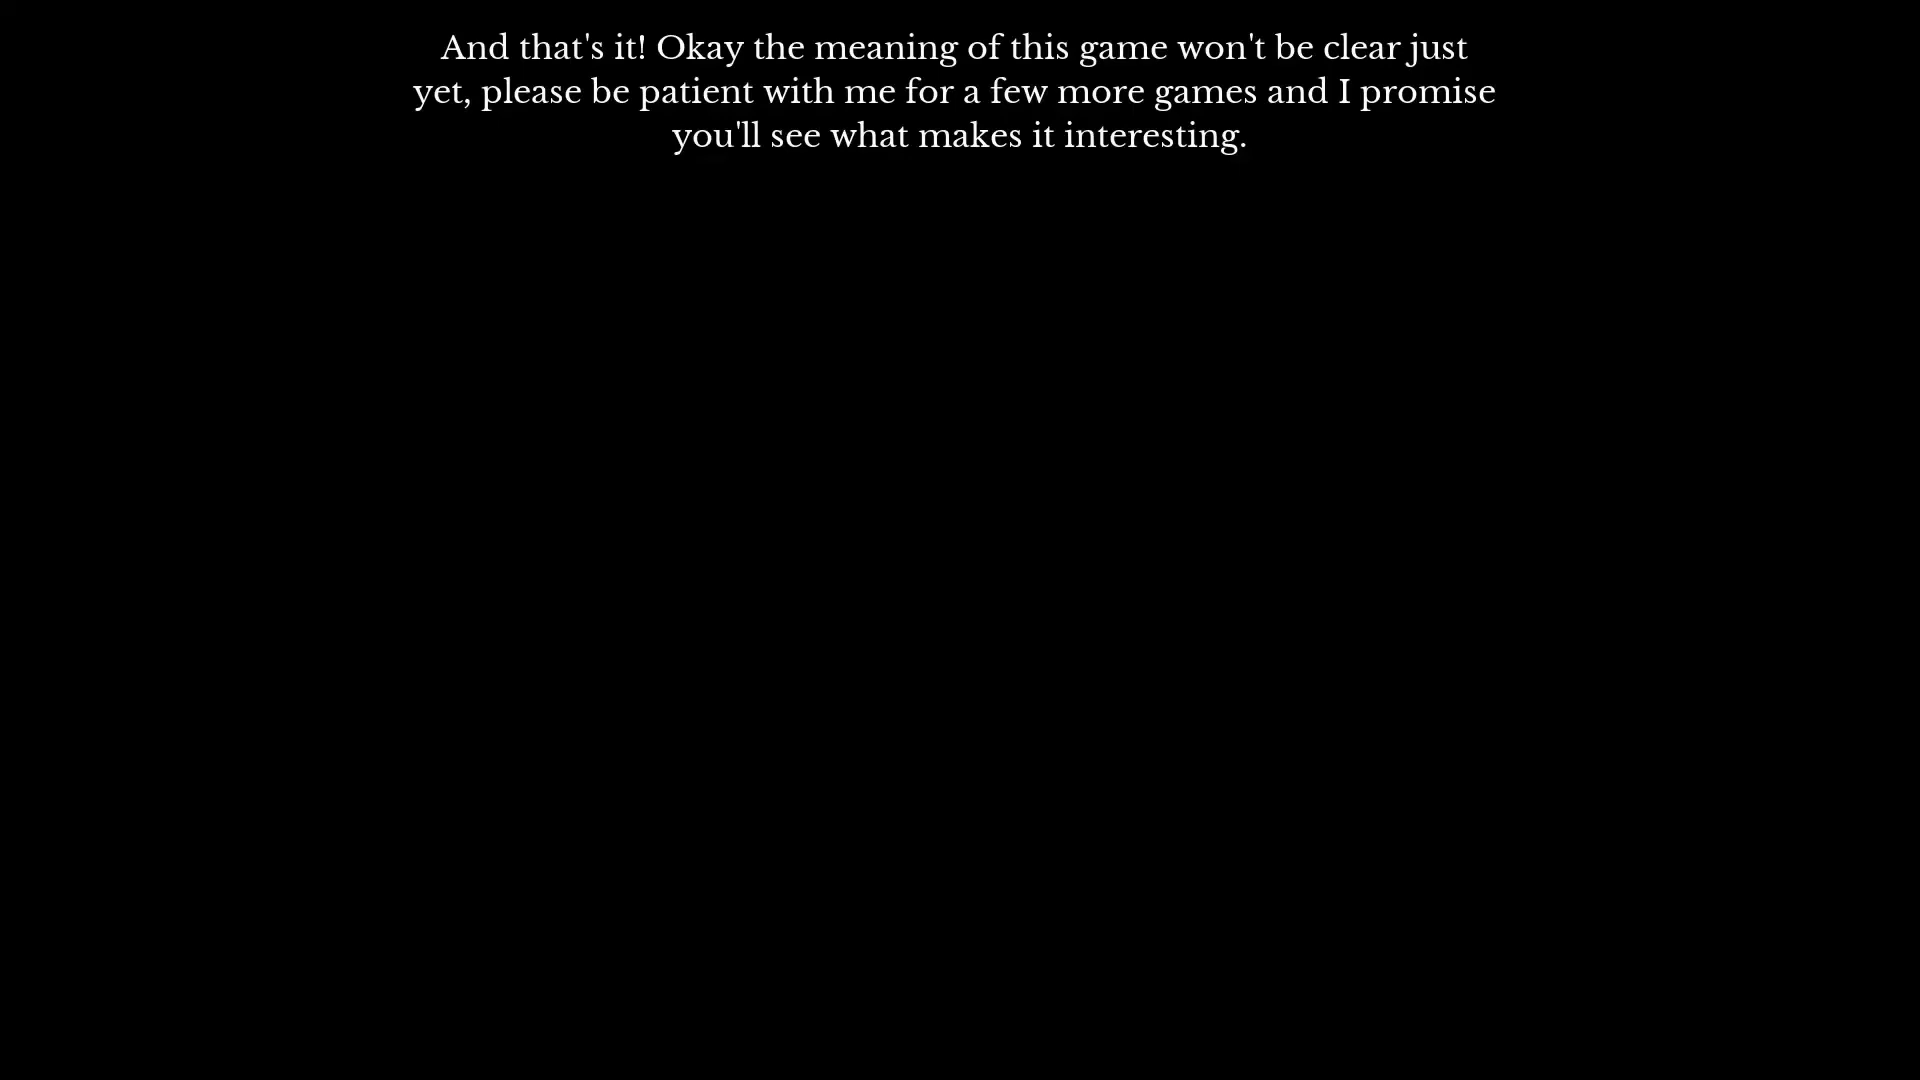 And that's it! Okay the meaning of this game won't be clear just
yet, please be patient with me for a few more games and I promise
you'll see what makes it interesting.